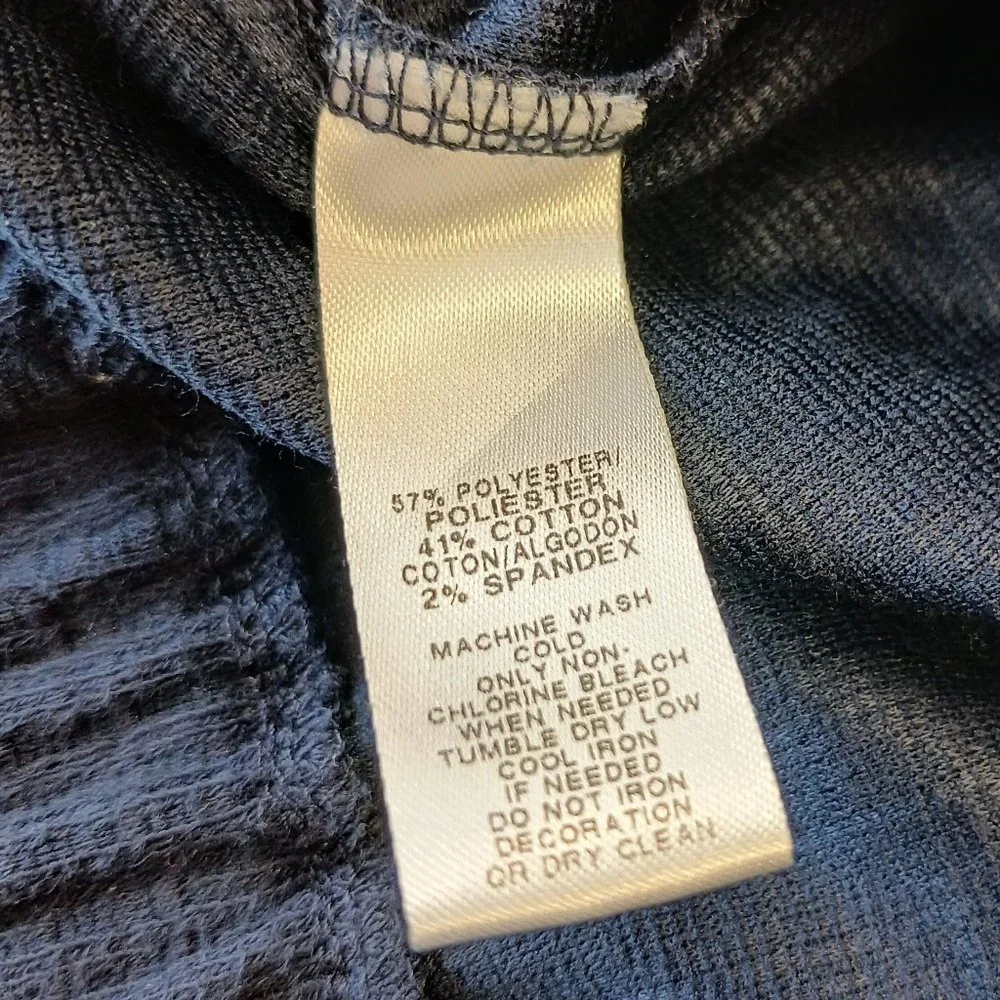 57% POLYESTER/
POLIESTER
41% COTTON
COTON/ALGODON
2% SPANDEX
MACHINE WASH
COLD
ONLY NON-
CHLORINE BLEACH
WHEN NEEDED
TUMBLE DRY LOW
COOL IRON
IF NEEDED
DO NOT IRON
DECORATION
OR DRY CLEAN